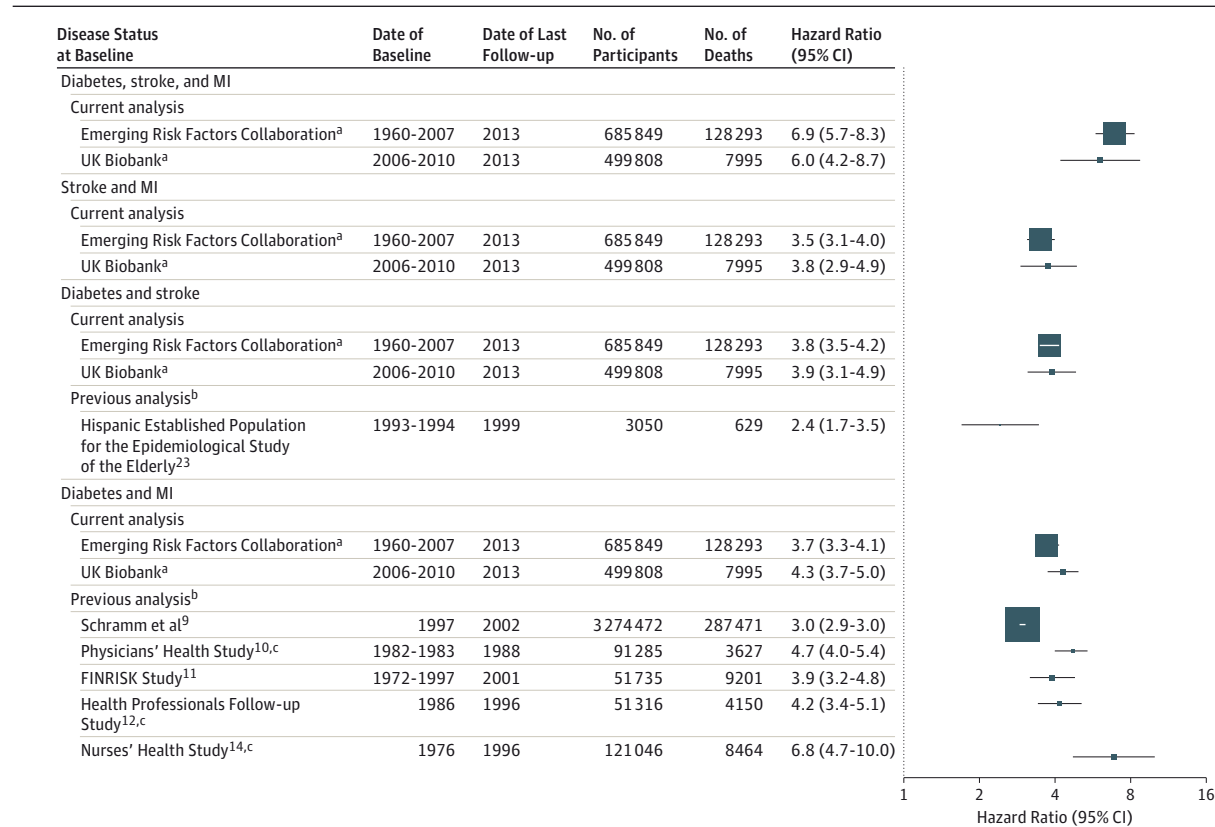 Disease Status at Baseline Date of Baseline Date of Last Follow-up No. of Participants No. of Deaths Hazard Ratio (95% CI)
Diabetes, stroke, and MI
Current analysis
Emerging Risk Factors Collaborationᵃ 1960-2007 2013 685849 128293 6.9 (5.7-8.3)
UK Biobankᵃ 2006-2010 2013 499808 7995 6.0 (4.2-8.7)
Stroke and MI
Current analysis
Emerging Risk Factors Collaborationᵃ 1960-2007 2013 685849 128293 3.5 (3.1-4.0)
UK Biobankᵃ 2006-2010 2013 499808 7995 3.8 (2.9-4.9)
Diabetes and stroke
Current analysis
Emerging Risk Factors Collaborationᵃ 1960-2007 2013 685849 128293 3.8 (3.5-4.2)
UK Biobankᵃ 2006-2010 2013 499808 7995 3.9 (3.1-4.9)
Previous analysisᵇ
Hispanic Established Population 1993-1994 1999 3050 629 2.4 (1.7-3.5)
for the Epidemiological Study
of the Elderly²³
Diabetes and MI
Current analysis
Emerging Risk Factors Collaborationᵃ 1960-2007 2013 685849 128293 3.7 (3.3-4.1)
UK Biobankᵃ 2006-2010 2013 499808 7995 4.3 (3.7-5.0)
Previous analysisᵇ
Schramm et al⁹ 1997 2002 3274472 287471 3.0 (2.9-3.0)
Physicians' Health Study¹⁰,ᶜ 1982-1983 1988 91285 3627 4.7 (4.0-5.4)
FINRISK Study¹¹ 1972-1997 2001 51735 9201 3.9 (3.2-4.8)
Health Professionals Follow-up 1986 1996 51316 4150 4.2 (3.4-5.1)
Study¹²,ᶜ
Nurses' Health Study¹⁴,ᶜ 1976 1996 121046 8464 6.8 (4.7-10.0)
1 2 4 8 16
Hazard Ratio (95% CI)